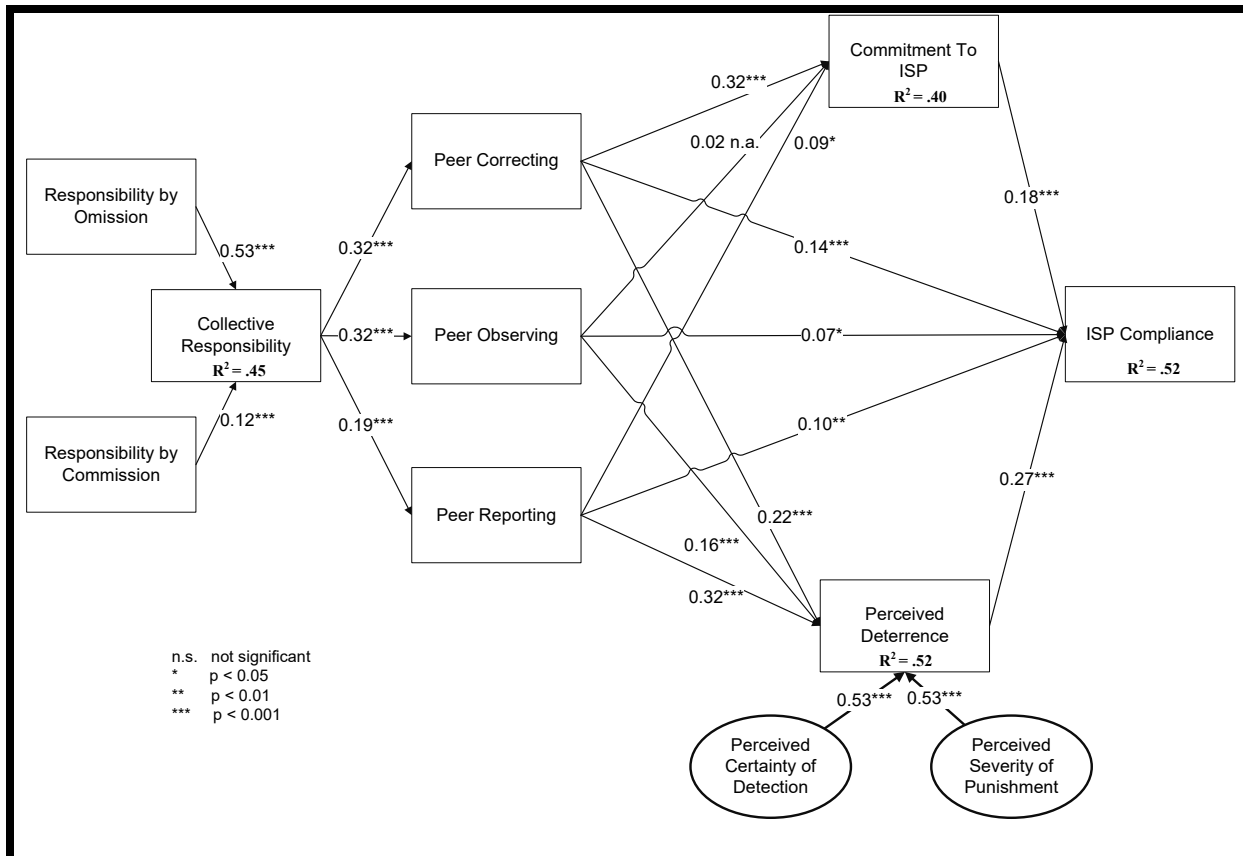 Commitment To
ISP
R² = .40
0.32***
0.02 n.a.
0.09*
Peer Correcting
Responsibility by
Omission
0.18***
0.53***
0.32***
0.14***
Collective
Responsibility
R² = .45
0.32***
Peer Observing
0.07*
ISP Compliance
R² = .52
0.12***
0.19***
0.10**
Responsibility by
Commission
Peer Reporting
0.27***
0.22***
0.16***
0.32***
Perceived
Deterrence
R² = .52
n.s. not significant
* p < 0.05
** p < 0.01
*** p < 0.001
0.53***
0.53***
Perceived
Certainty of
Detection
Perceived
Severity of
Punishment